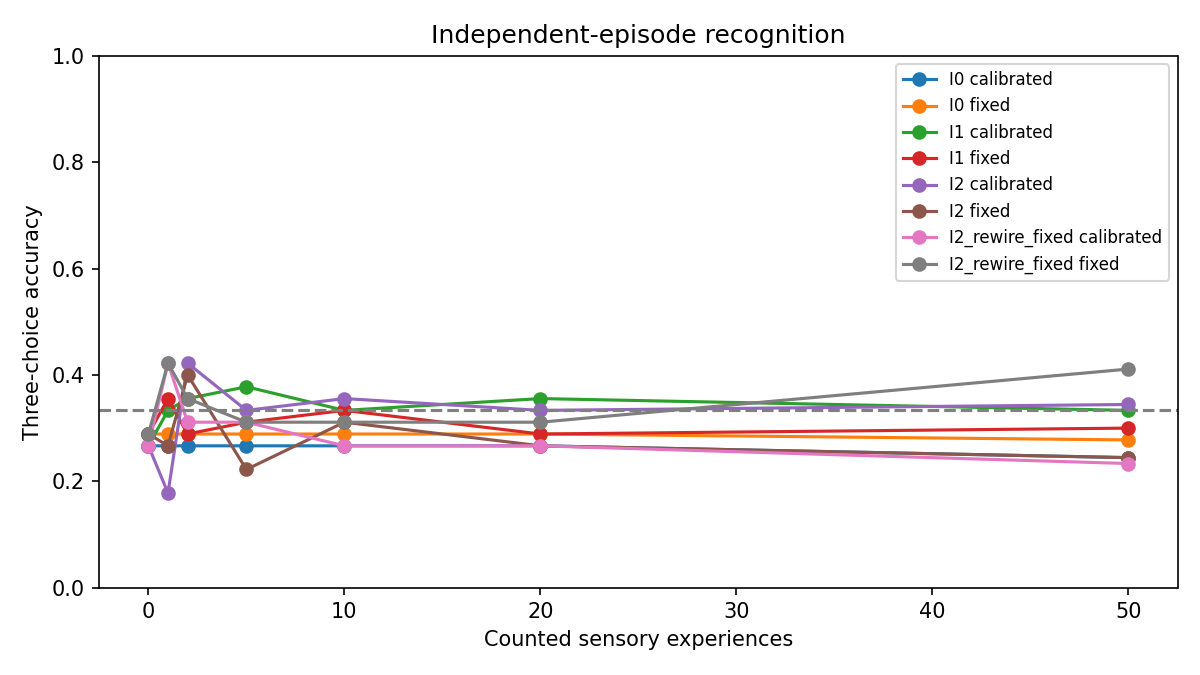 Independent-episode recognition
1.0
0.8
0.6
0.4
0.2
0.0
Three-choice accuracy
I0 calibrated
I0 fixed
I1 calibrated
I1 fixed
I2 calibrated
I2 fixed
I2_rewire_fixed calibrated
I2_rewire_fixed fixed
0 10 20 30 40 50
Counted sensory experiences